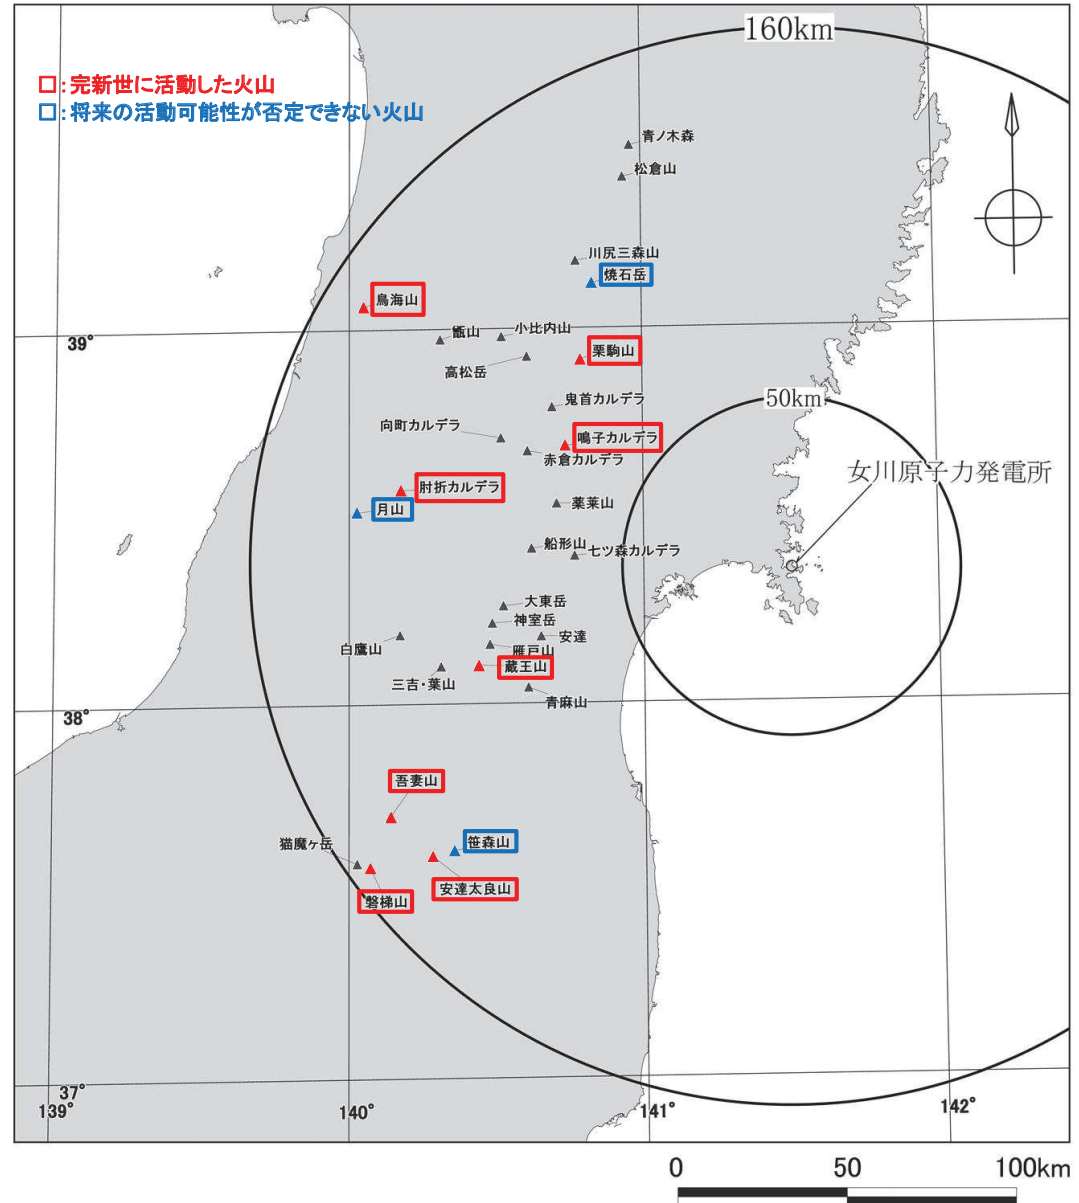 160km
□：完新世に活動した火山
□：将来の活動可能性が否定できない火山
青ノ木森
松倉山
川尻三森山
焼石岳
鳥海山
甑山
小比内山
39°
栗駒山
高松岳
50km
鬼首カルデラ
向町カルデラ
鳴子カルデラ
赤倉カルデラ
女川原子力発電所
肘折カルデラ
月山
薬莱山
船形山
七ツ森カルデラ
大東岳
神室岳
安達
白鷹山
雁戸山
蔵王山
三吉・葉山
青麻山
38°
吾妻山
猫魔ヶ岳
笹森山
安達太良山
磐梯山
37°
139°
140°
141°
142°
0 50 100km